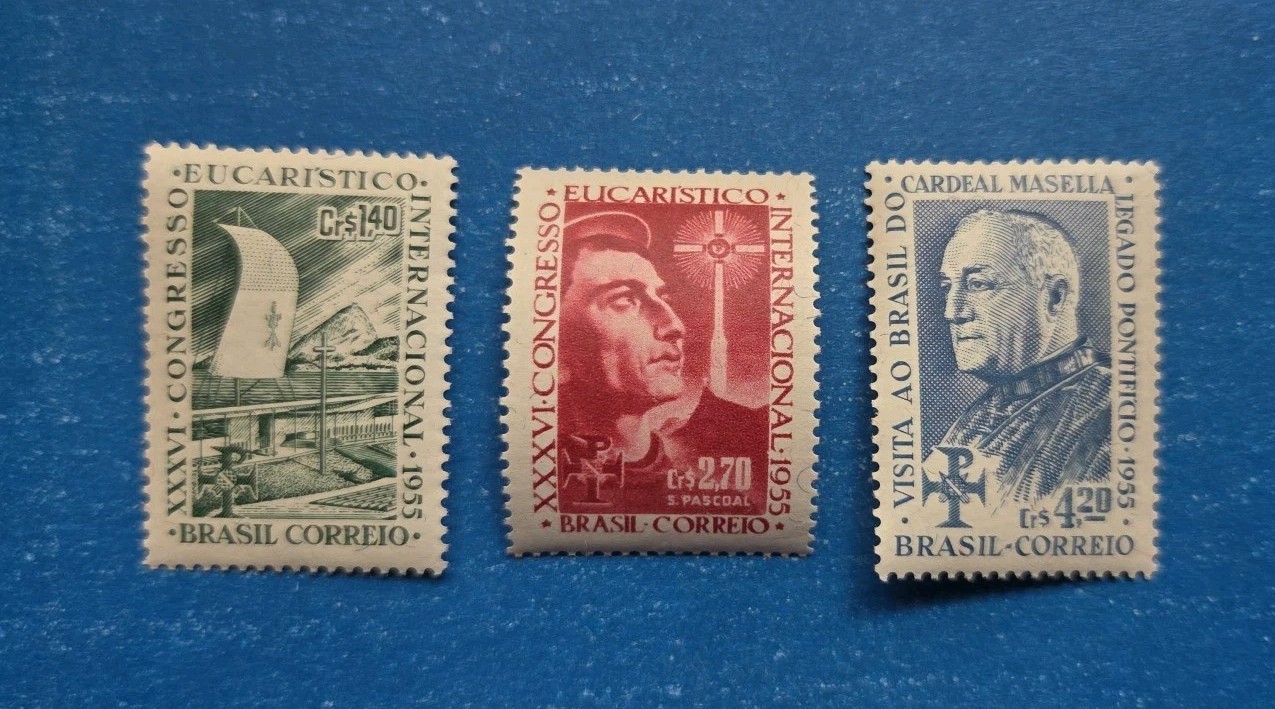 XXXVI·CONGRESSO
·EUCARÍSTICO·
INTERNACIONAL·1955
Cr$1,40
·BRASIL CORREIO·
XXXVI·CONGRESSO
★EUCARÍSTICO★
INTERNACIONAL·1955
Cr$2,70
S. PASCOAL
★BRASIL·CORREIO★
·VISITA AO BRASIL DO
CARDEAL MASELLA
LEGADO PONTIFICIO·1955·
Cr$ 4,20
BRASIL-CORREIO